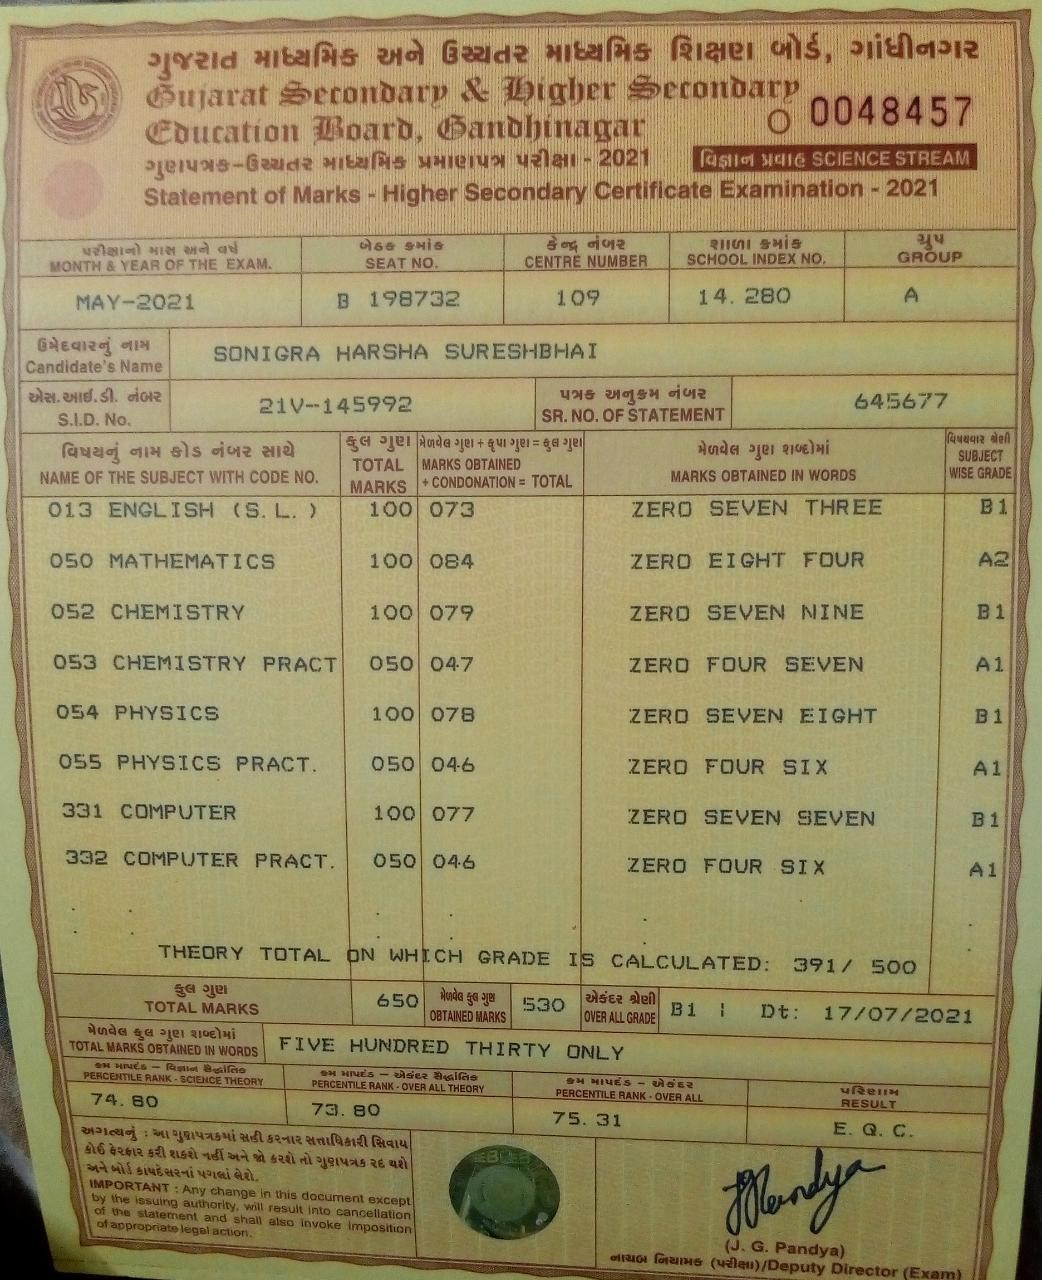 ગુજરાત માધ્યમિક અને ઉચ્ચતર માધ્યમિક શિક્ષણ બોર્ડ, ગાંધીનગર
Gujarat Secondary & Higher Secondary
Education Board, Gandhinagar
O 0048457
ગુણપત્રક-ઉચ્ચતર માધ્યમિક પ્રમાણપત્ર પરીક્ષા - 2021
વિજ્ઞાન પ્રવાહ SCIENCE STREAM
Statement of Marks - Higher Secondary Certificate Examination - 2021
પરીક્ષાનો માસ અને વર્ષ બેઠક ક્રમાંક કેન્દ્ર નંબર શાળા ક્રમાંક ગ્રુપ
MONTH & YEAR OF THE EXAM. SEAT NO. CENTRE NUMBER SCHOOL INDEX NO. GROUP
MAY-2021 B 198732 109 14. 280 A
ઉમેદવારનું નામ
Candidate's Name
SONIGRA HARSHA SURESHBHAI
એસ.આઈ.ડી. નંબર
S.I.D. No.
21V-145992
પત્રક અનુક્રમ નંબર
SR. NO. OF STATEMENT
645677
વિષયનું નામ કોડ નંબર સાથે
NAME OF THE SUBJECT WITH CODE NO.
કુલ ગુણ
TOTAL
MARKS
મેળવેલ ગુણ + કૃપા ગુણ = કુલ ગુણ
MARKS OBTAINED
+ CONDONATION = TOTAL
મેળવેલ ગુણ શબ્દોમાં
MARKS OBTAINED IN WORDS
વિષયવાર શ્રેણી
SUBJECT
WISE GRADE
013 ENGLISH (S.L. ) 100 073 ZERO SEVEN THREE B1
050 MATHEMATICS 100 084 ZERO EIGHT FOUR A2
052 CHEMISTRY 100 079 ZERO SEVEN NINE B1
053 CHEMISTRY PRACT 050 047 ZERO FOUR SEVEN A1
054 PHYSICS 100 078 ZERO SEVEN EIGHT B1
055 PHYSICS PRACT. 050 046 ZERO FOUR SIX A1
331 COMPUTER 100 077 ZERO SEVEN SEVEN B1
332 COMPUTER PRACT. 050 046 ZERO FOUR SIX A1
THEORY TOTAL ON WHICH GRADE IS CALCULATED: 391/ 500
કુલ ગુણ
TOTAL MARKS
650
મેળવેલ કુલ ગુણ
OBTAINED MARKS
530
એકંદર શ્રેણી
OVER ALL GRADE
B1 | Dt: 17/07/2021
મેળવેલ કુલ ગુણ શબ્દોમાં
TOTAL MARKS OBTAINED IN WORDS
FIVE HUNDRED THIRTY ONLY
ક્રમ માપદંડ - વિજ્ઞાન સૈદ્ધાંતિક
PERCENTILE RANK - SCIENCE THEORY
74. 80
ક્રમ માપદંડ - એકંદર સૈદ્ધાંતિક
PERCENTILE RANK - OVER ALL THEORY
73. 80
ક્રમ માપદંડ - એકંદર
PERCENTILE RANK - OVER ALL
75. 31
પરિણામ
RESULT
E. Q. C.
અગત્યનું : આ ગુણપત્રકમાં સહી કરનાર સત્તાધિકારી સિવાય
કોઈ ફેરફાર કરી શકશે નહીં અને જો કરશે તો ગુણપત્રક રદ થશે
અને બોર્ડ કાયદેસરનાં પગલાં લેશે.
IMPORTANT : Any change in this document except
by the issuing authority, will result into cancellation
of the statement and shall also invoke imposition
of appropriate legal action.
JGPandya
(J. G. Pandya)
નાયબ નિયામક (પરીક્ષા)/Deputy Director (Exam)